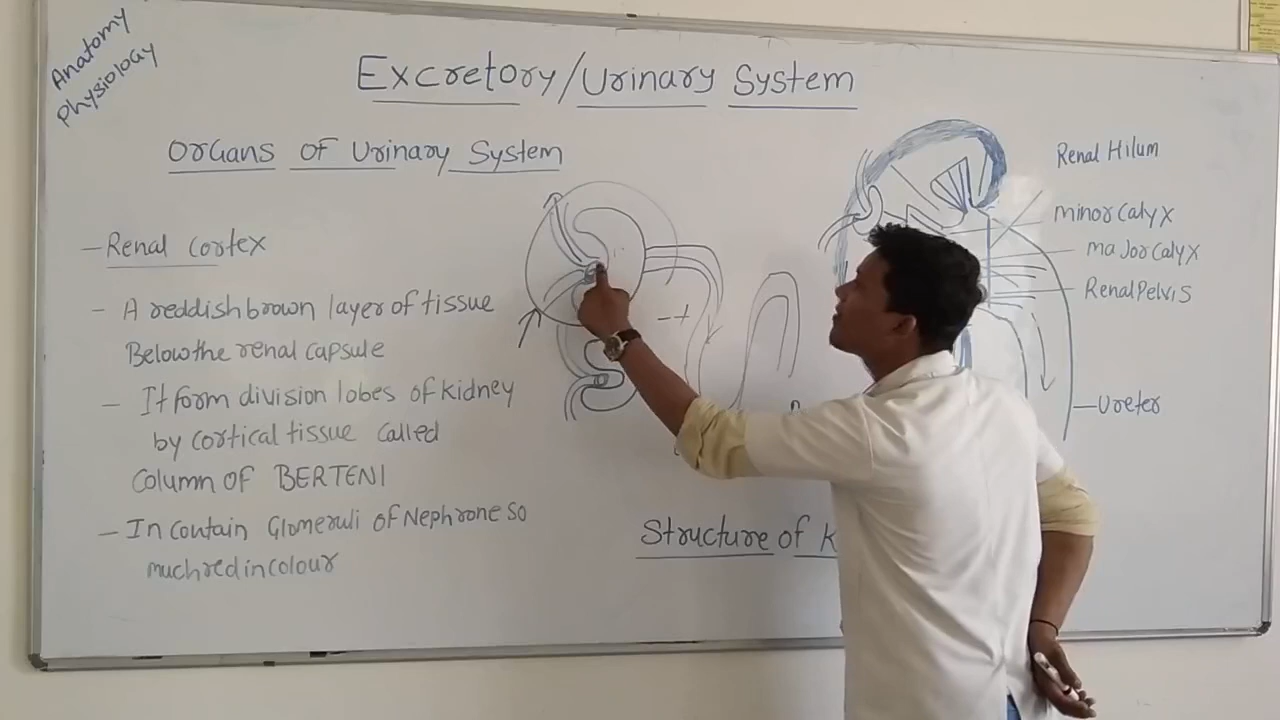 Anatomy
Physiology
Excretory/Urinary System
Organs of Urinary System
– Renal cortex
– A reddish brown layer of tissue
Below the renal capsule
– It form division lobes of kidney
by cortical tissue called
Column of BERTENI
– In contain Glomeruli of Nephrone so
much red in colour
– +
Renal Hilum
minor calyx
major calyx
Renal Pelvis
– Ureter
Structure of K